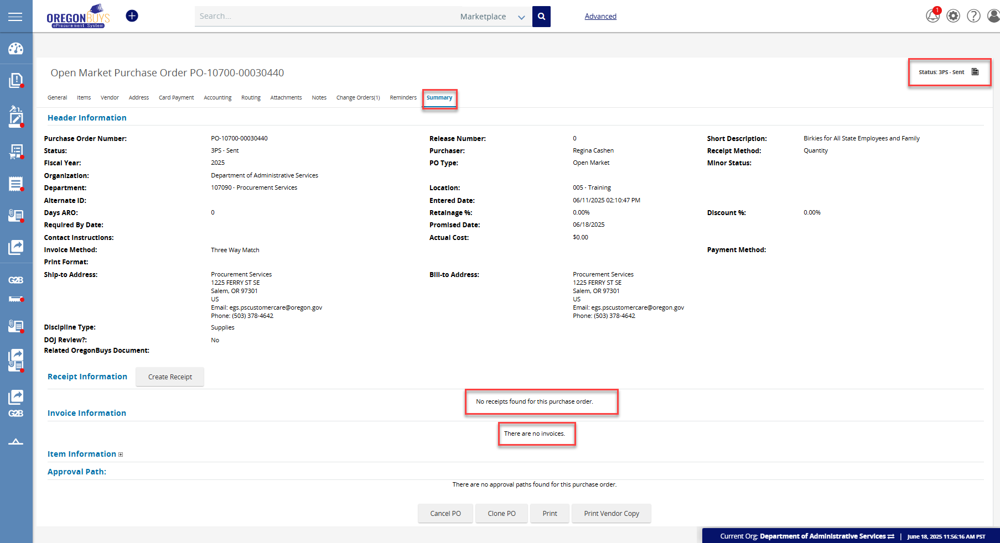 OREGONBUYS
eProcurement System
Search...
Marketplace
Advanced
1
Open Market Purchase Order PO-10700-00030440
Status: 3PS - Sent
General Items Vendor Address Card Payment Accounting Routing Attachments Notes Change Orders(1) Reminders Summary
Header Information
Purchase Order Number: PO-10700-00030440 Release Number: 0 Short Description: Birkies for All State Employees and Family
Status: 3PS - Sent Purchaser: Regina Cashen Receipt Method: Quantity
Fiscal Year: 2025 PO Type: Open Market Minor Status:
Organization: Department of Administrative Services
Department: 107090 - Procurement Services Location: 005 - Training
Alternate ID: Entered Date: 06/11/2025 02:10:47 PM
Days ARO: 0 Retainage %: 0.00% Discount %: 0.00%
Required By Date: Promised Date: 06/18/2025
Contact Instructions: Actual Cost: $0.00
Invoice Method: Three Way Match Payment Method:
Print Format:
Ship-to Address: Procurement Services Bill-to Address: Procurement Services
1225 FERRY ST SE 1225 FERRY ST SE
Salem, OR 97301 Salem, OR 97301
US US
Email: egs.pscustomercare@oregon.gov Email: egs.pscustomercare@oregon.gov
Phone: (503) 378-4642 Phone: (503) 378-4642
Discipline Type: Supplies
DOJ Review?: No
Related OregonBuys Document:
Receipt Information Create Receipt
No receipts found for this purchase order.
Invoice Information
There are no invoices.
Item Information
Approval Path:
There are no approval paths found for this purchase order.
Cancel PO Clone PO Print Print Vendor Copy
G2B
G2B
Current Org: Department of Administrative Services | June 18, 2025 11:56:16 AM PST